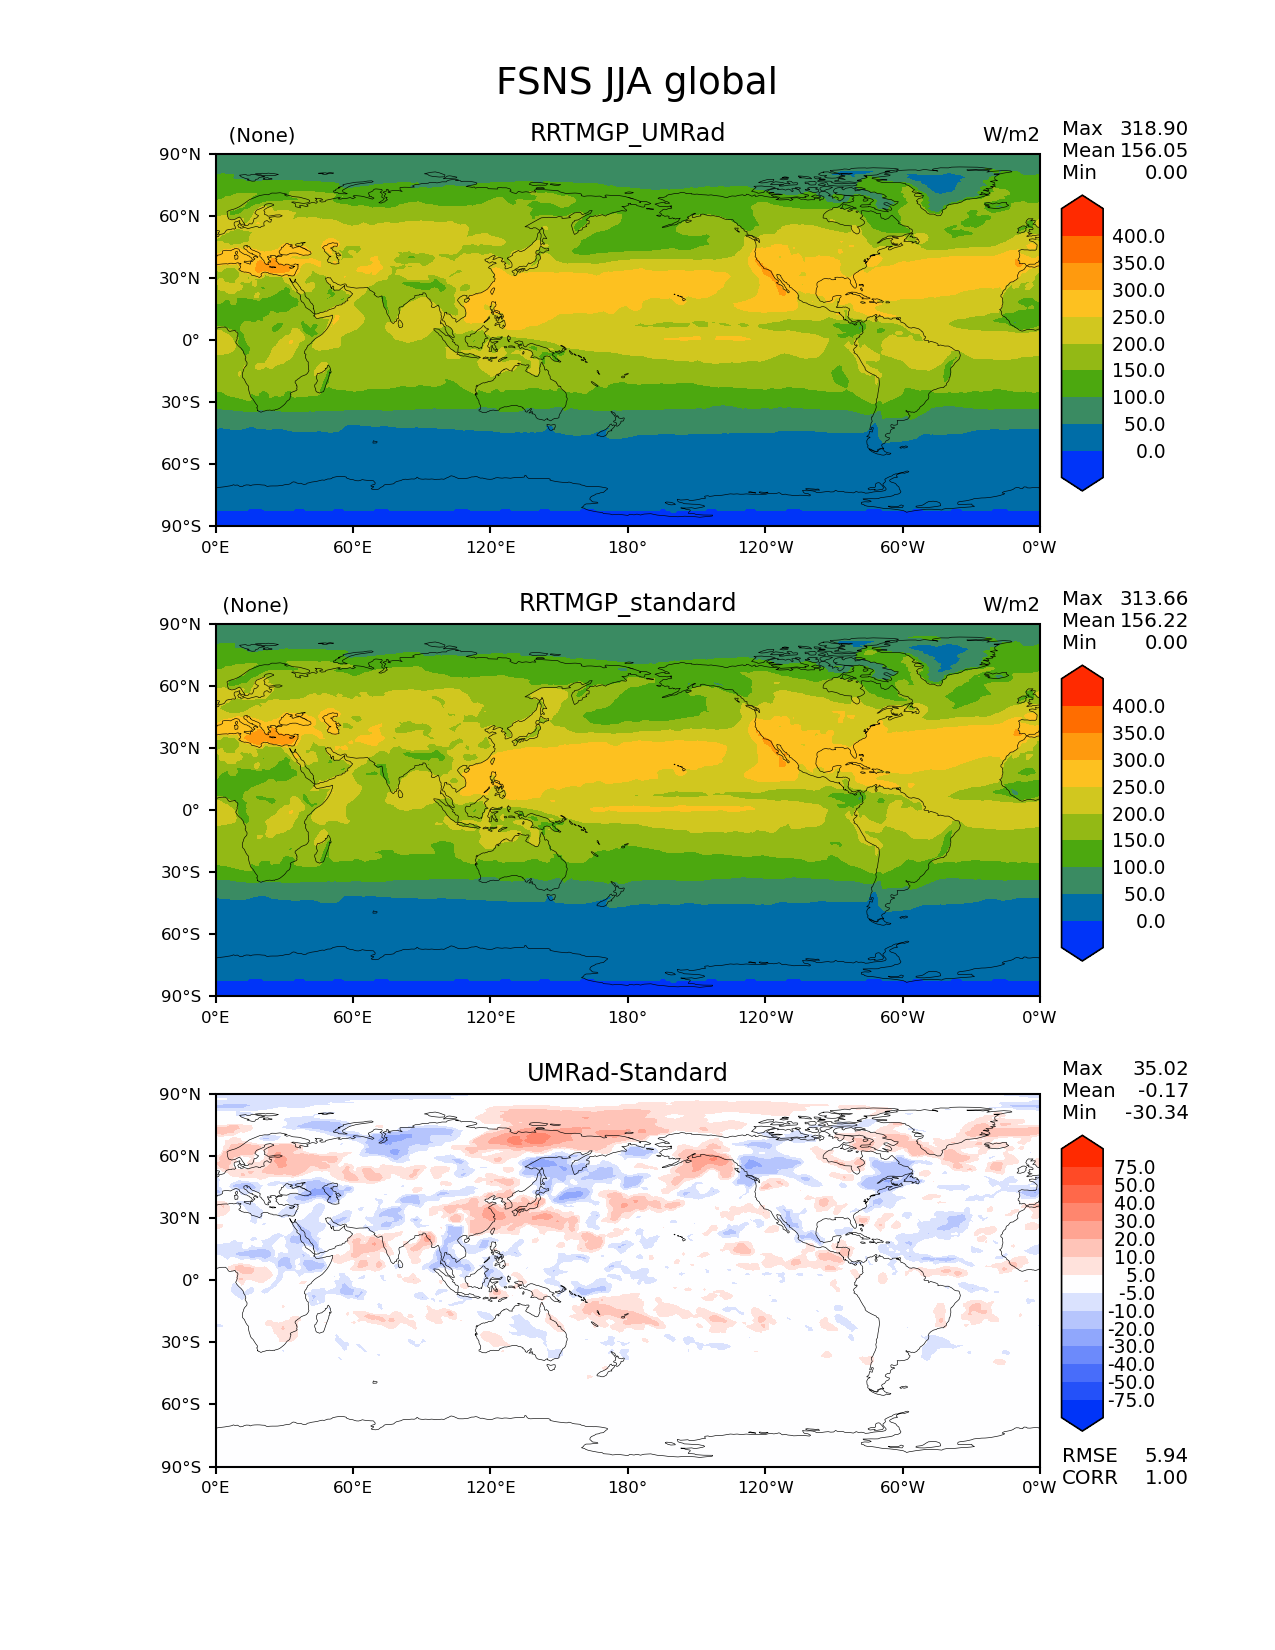 FSNS JJA global
(None) RRTMGP_UMRad W/m2
Max 318.90
Mean 156.05
Min 0.00
90°N
60°N
30°N
0°
30°S
60°S
90°S
0°E 60°E 120°E 180° 120°W 60°W 0°W
400.0
350.0
300.0
250.0
200.0
150.0
100.0
50.0
0.0
(None) RRTMGP_standard W/m2
Max 313.66
Mean 156.22
Min 0.00
90°N
60°N
30°N
0°
30°S
60°S
90°S
0°E 60°E 120°E 180° 120°W 60°W 0°W
400.0
350.0
300.0
250.0
200.0
150.0
100.0
50.0
0.0
UMRad-Standard
Max 35.02
Mean -0.17
Min -30.34
90°N
60°N
30°N
0°
30°S
60°S
90°S
0°E 60°E 120°E 180° 120°W 60°W 0°W
75.0
50.0
40.0
30.0
20.0
10.0
5.0
-5.0
-10.0
-20.0
-30.0
-40.0
-50.0
-75.0
RMSE 5.94
CORR 1.00